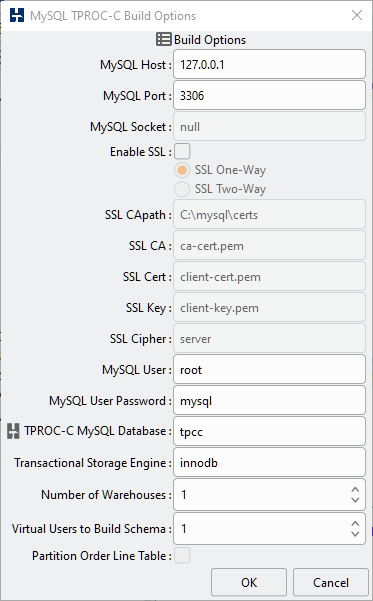 MySQL TPROC-C Build Options
Build Options
MySQL Host : 127.0.0.1
MySQL Port : 3306
MySQL Socket : null
Enable SSL :
SSL One-Way
SSL Two-Way
SSL CApath : C:\mysql\certs
SSL CA : ca-cert.pem
SSL Cert : client-cert.pem
SSL Key : client-key.pem
SSL Cipher : server
MySQL User : root
MySQL User Password : mysql
TPROC-C MySQL Database : tpcc
Transactional Storage Engine : innodb
Number of Warehouses : 1
Virtual Users to Build Schema : 1
Partition Order Line Table :
OK Cancel